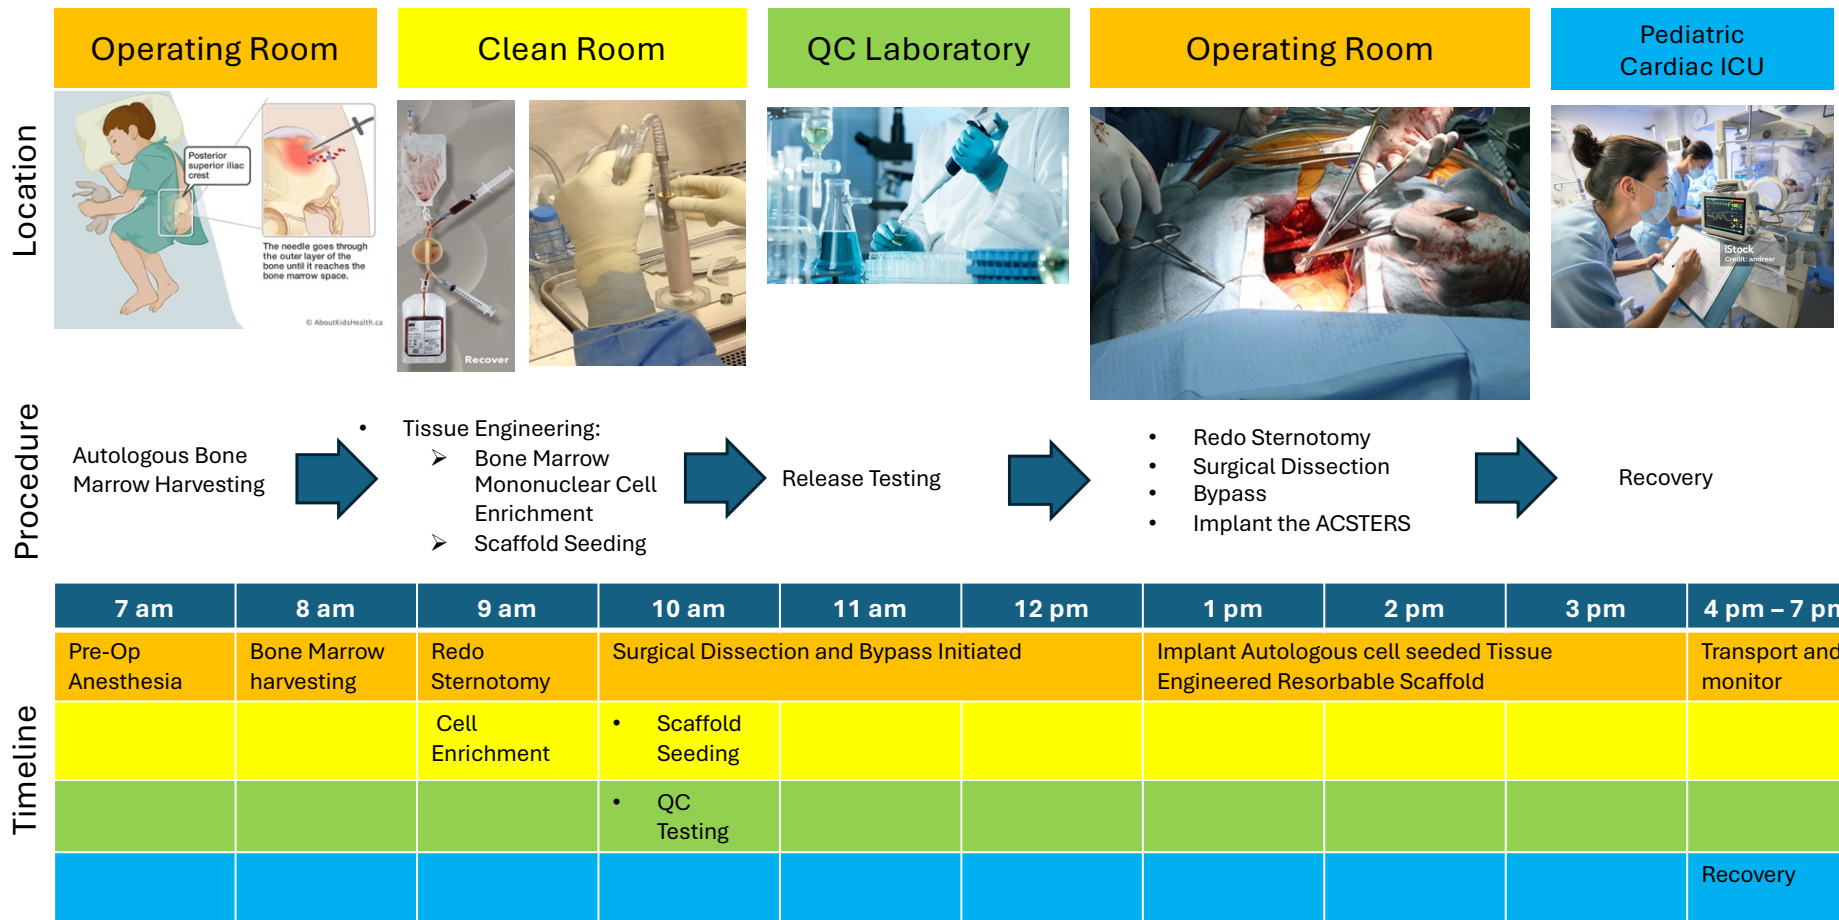 Operating Room
Clean Room
QC Laboratory
Operating Room
Pediatric
Cardiac ICU
Location
Posterior
superior iliac
crest
The needle goes through
the outer layer of the
bone until it reaches the
bone marrow space.
© AboutKidsHealth.ca
Recover
iStock
Credit: andresr
Procedure
Autologous Bone
Marrow Harvesting
• Tissue Engineering:
➢ Bone Marrow
Mononuclear Cell
Enrichment
➢ Scaffold Seeding
Release Testing
• Redo Sternotomy
• Surgical Dissection
• Bypass
• Implant the ACSTERS
Recovery
Timeline
7 am
8 am
9 am
10 am
11 am
12 pm
1 pm
2 pm
3 pm
4 pm – 7 pm
Pre-Op
Anesthesia
Bone Marrow
harvesting
Redo
Sternotomy
Surgical Dissection and Bypass Initiated
Implant Autologous cell seeded Tissue
Engineered Resorbable Scaffold
Transport and
monitor
Cell
Enrichment
• Scaffold
Seeding
• QC
Testing
Recovery